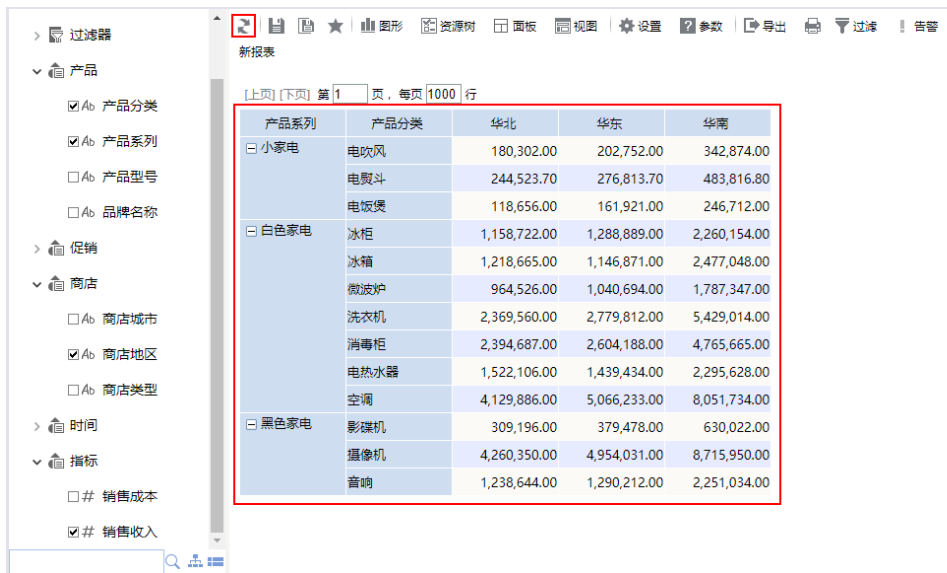 过滤器
产品
Ab 产品分类
Ab 产品系列
Ab 产品型号
Ab 品牌名称
促销
商店
Ab 商店城市
Ab 商店地区
Ab 商店类型
时间
指标
# 销售成本
# 销售收入
图形 资源树 面板 视图 设置 ? 参数 导出 过滤 ! 告警
新报表
[上页] [下页] 第 1 页， 每页 1000 行
产品系列 产品分类 华北 华东 华南
小家电 电吹风 180,302.00 202,752.00 342,874.00
电熨斗 244,523.70 276,813.70 483,816.80
电饭煲 118,656.00 161,921.00 246,712.00
白色家电 冰柜 1,158,722.00 1,288,889.00 2,260,154.00
冰箱 1,218,665.00 1,146,871.00 2,477,048.00
微波炉 964,526.00 1,040,694.00 1,787,347.00
洗衣机 2,369,560.00 2,779,812.00 5,429,014.00
消毒柜 2,394,687.00 2,604,188.00 4,765,665.00
电热水器 1,522,106.00 1,439,434.00 2,295,628.00
空调 4,129,886.00 5,066,233.00 8,051,734.00
黑色家电 影碟机 309,196.00 379,478.00 630,022.00
摄像机 4,260,350.00 4,954,031.00 8,715,950.00
音响 1,238,644.00 1,290,212.00 2,251,034.00